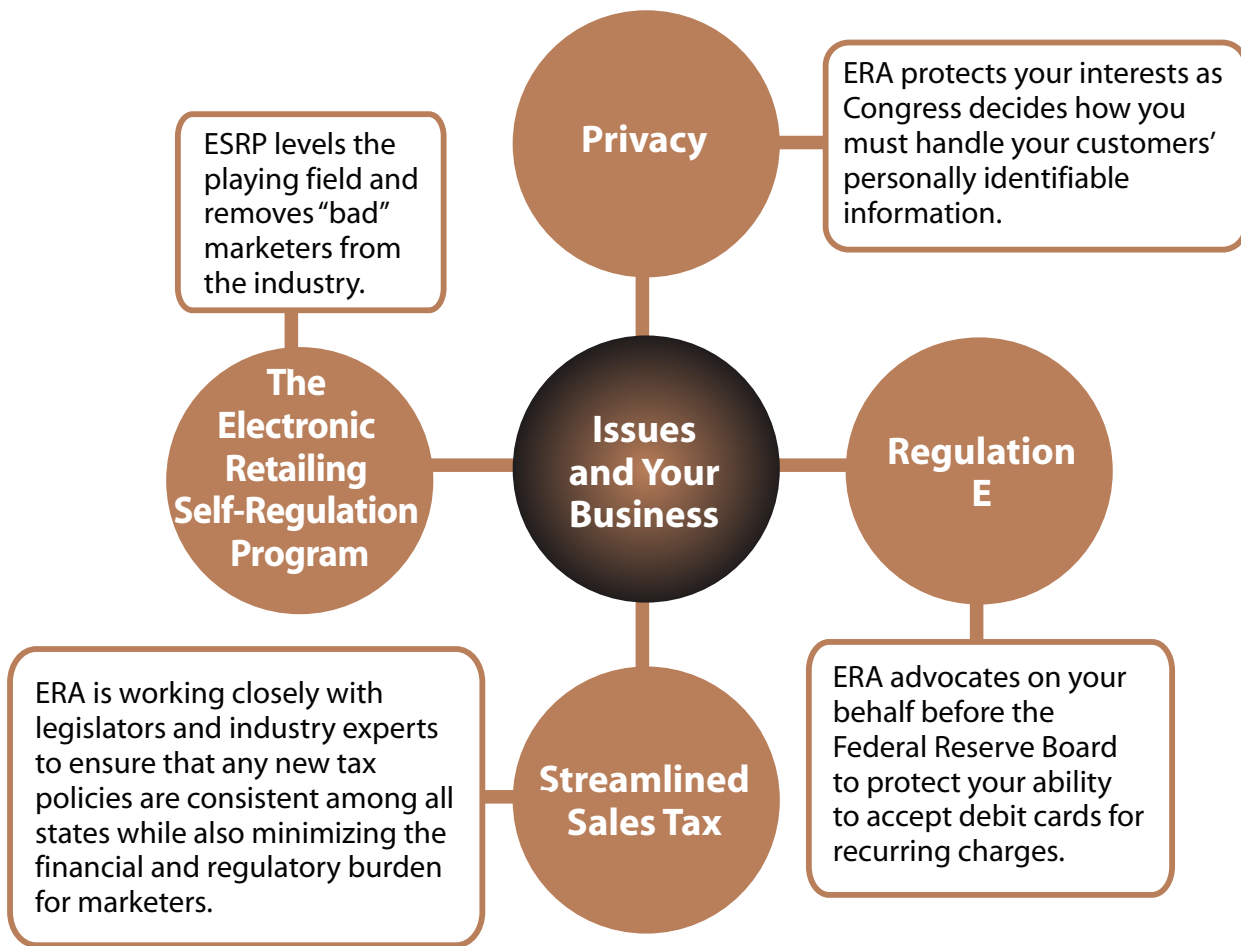 Privacy
ERA protects your interests as
Congress decides how you
must handle your customers’
personally identifiable
information.
ESRP levels the
playing field and
removes “bad”
marketers from
the industry.
The
Electronic
Retailing
Self-Regulation
Program
Issues
and Your
Business
Regulation
E
ERA is working closely with
legislators and industry experts
to ensure that any new tax
policies are consistent among all
states while also minimizing the
financial and regulatory burden
for marketers.
Streamlined
Sales Tax
ERA advocates on your
behalf before the
Federal Reserve Board
to protect your ability
to accept debit cards for
recurring charges.